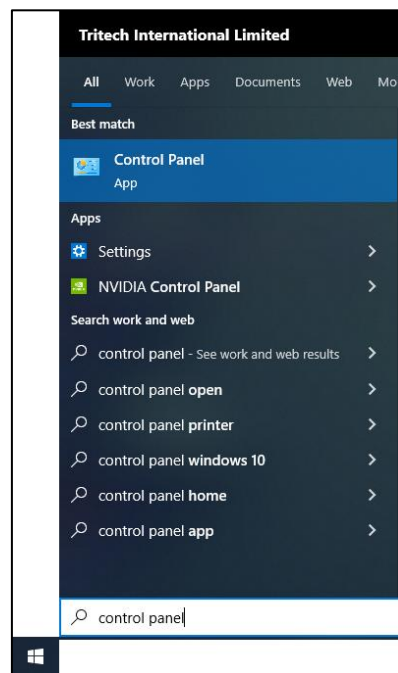 Tritech International Limited
All Work Apps Documents Web Mo
Best match
Control Panel
App
Apps
Settings
NVIDIA Control Panel
Search work and web
control panel - See work and web results
control panel open
control panel printer
control panel windows 10
control panel home
control panel app
control panel